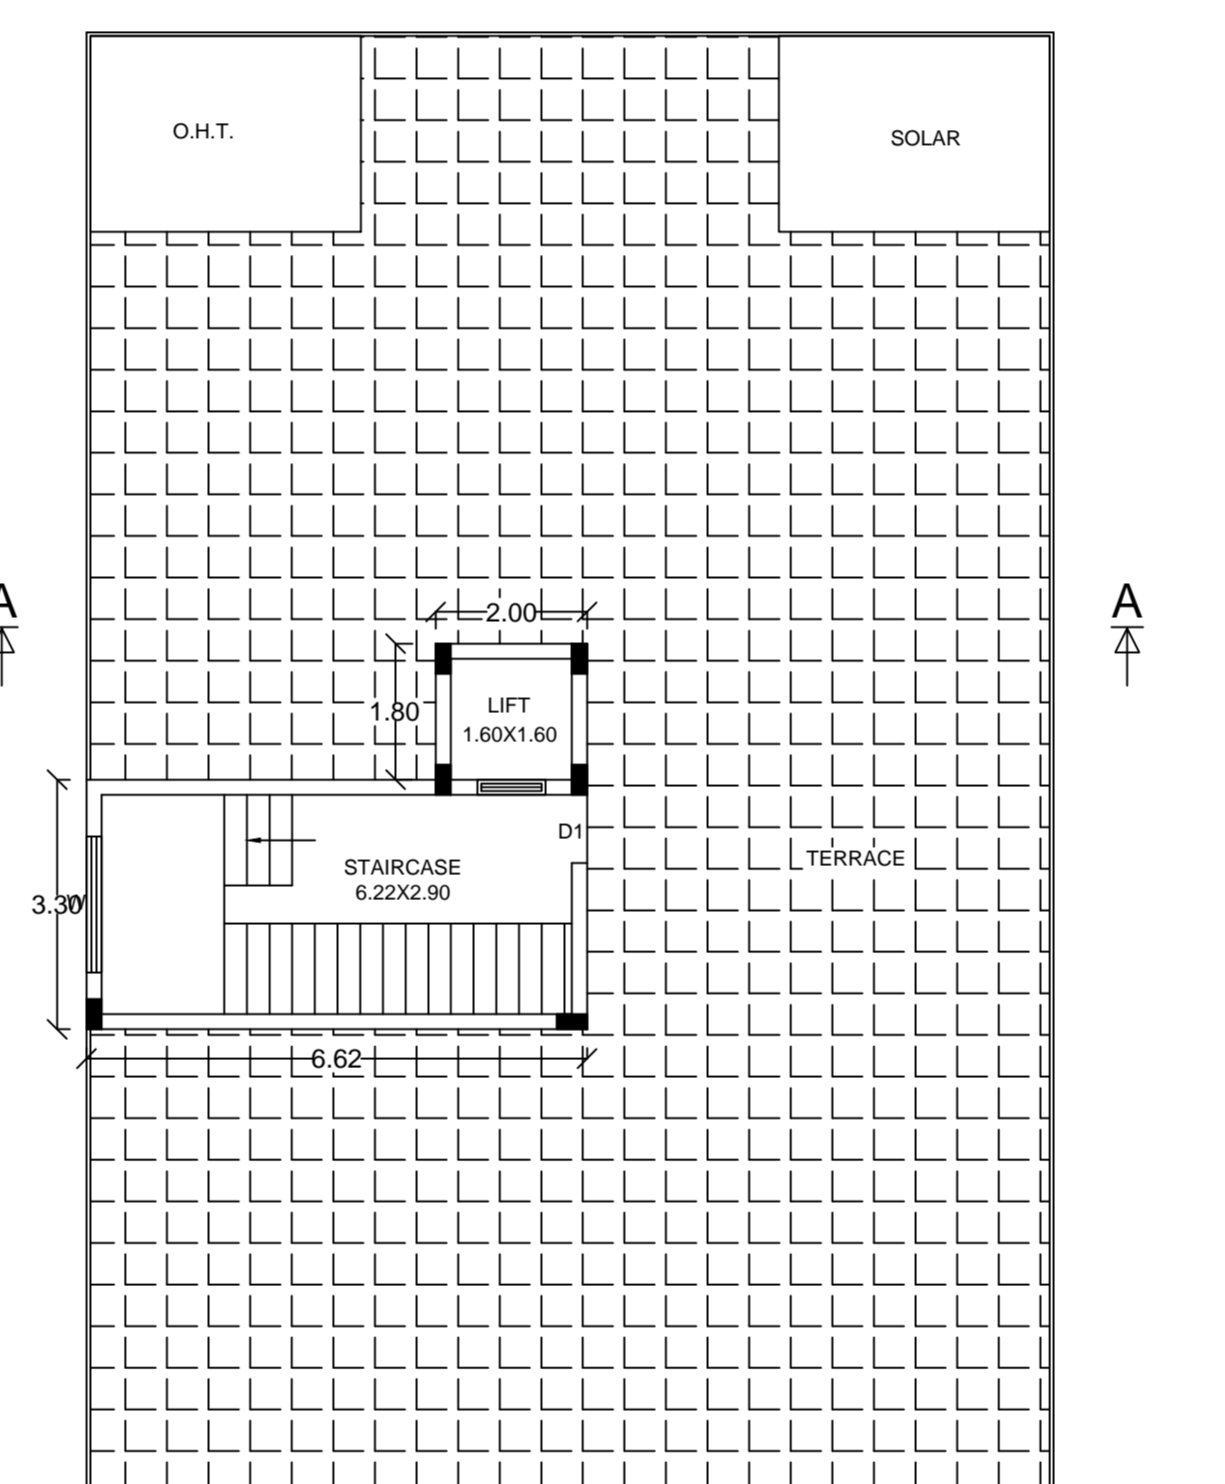 O.H.T.
SOLAR
A
A
2.00
1.80
LIFT
1.60X1.60
D1
STAIRCASE
6.22X2.90
TERRACE
3.30
W
6.62